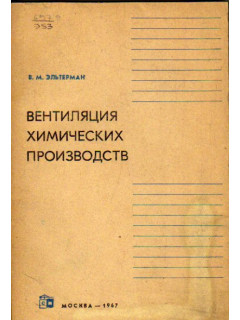 В. М. ЭЛЬТЕРМАН
ВЕНТИЛЯЦИЯ
ХИМИЧЕСКИХ
ПРОИЗВОДСТВ
МОСКВА — 1967